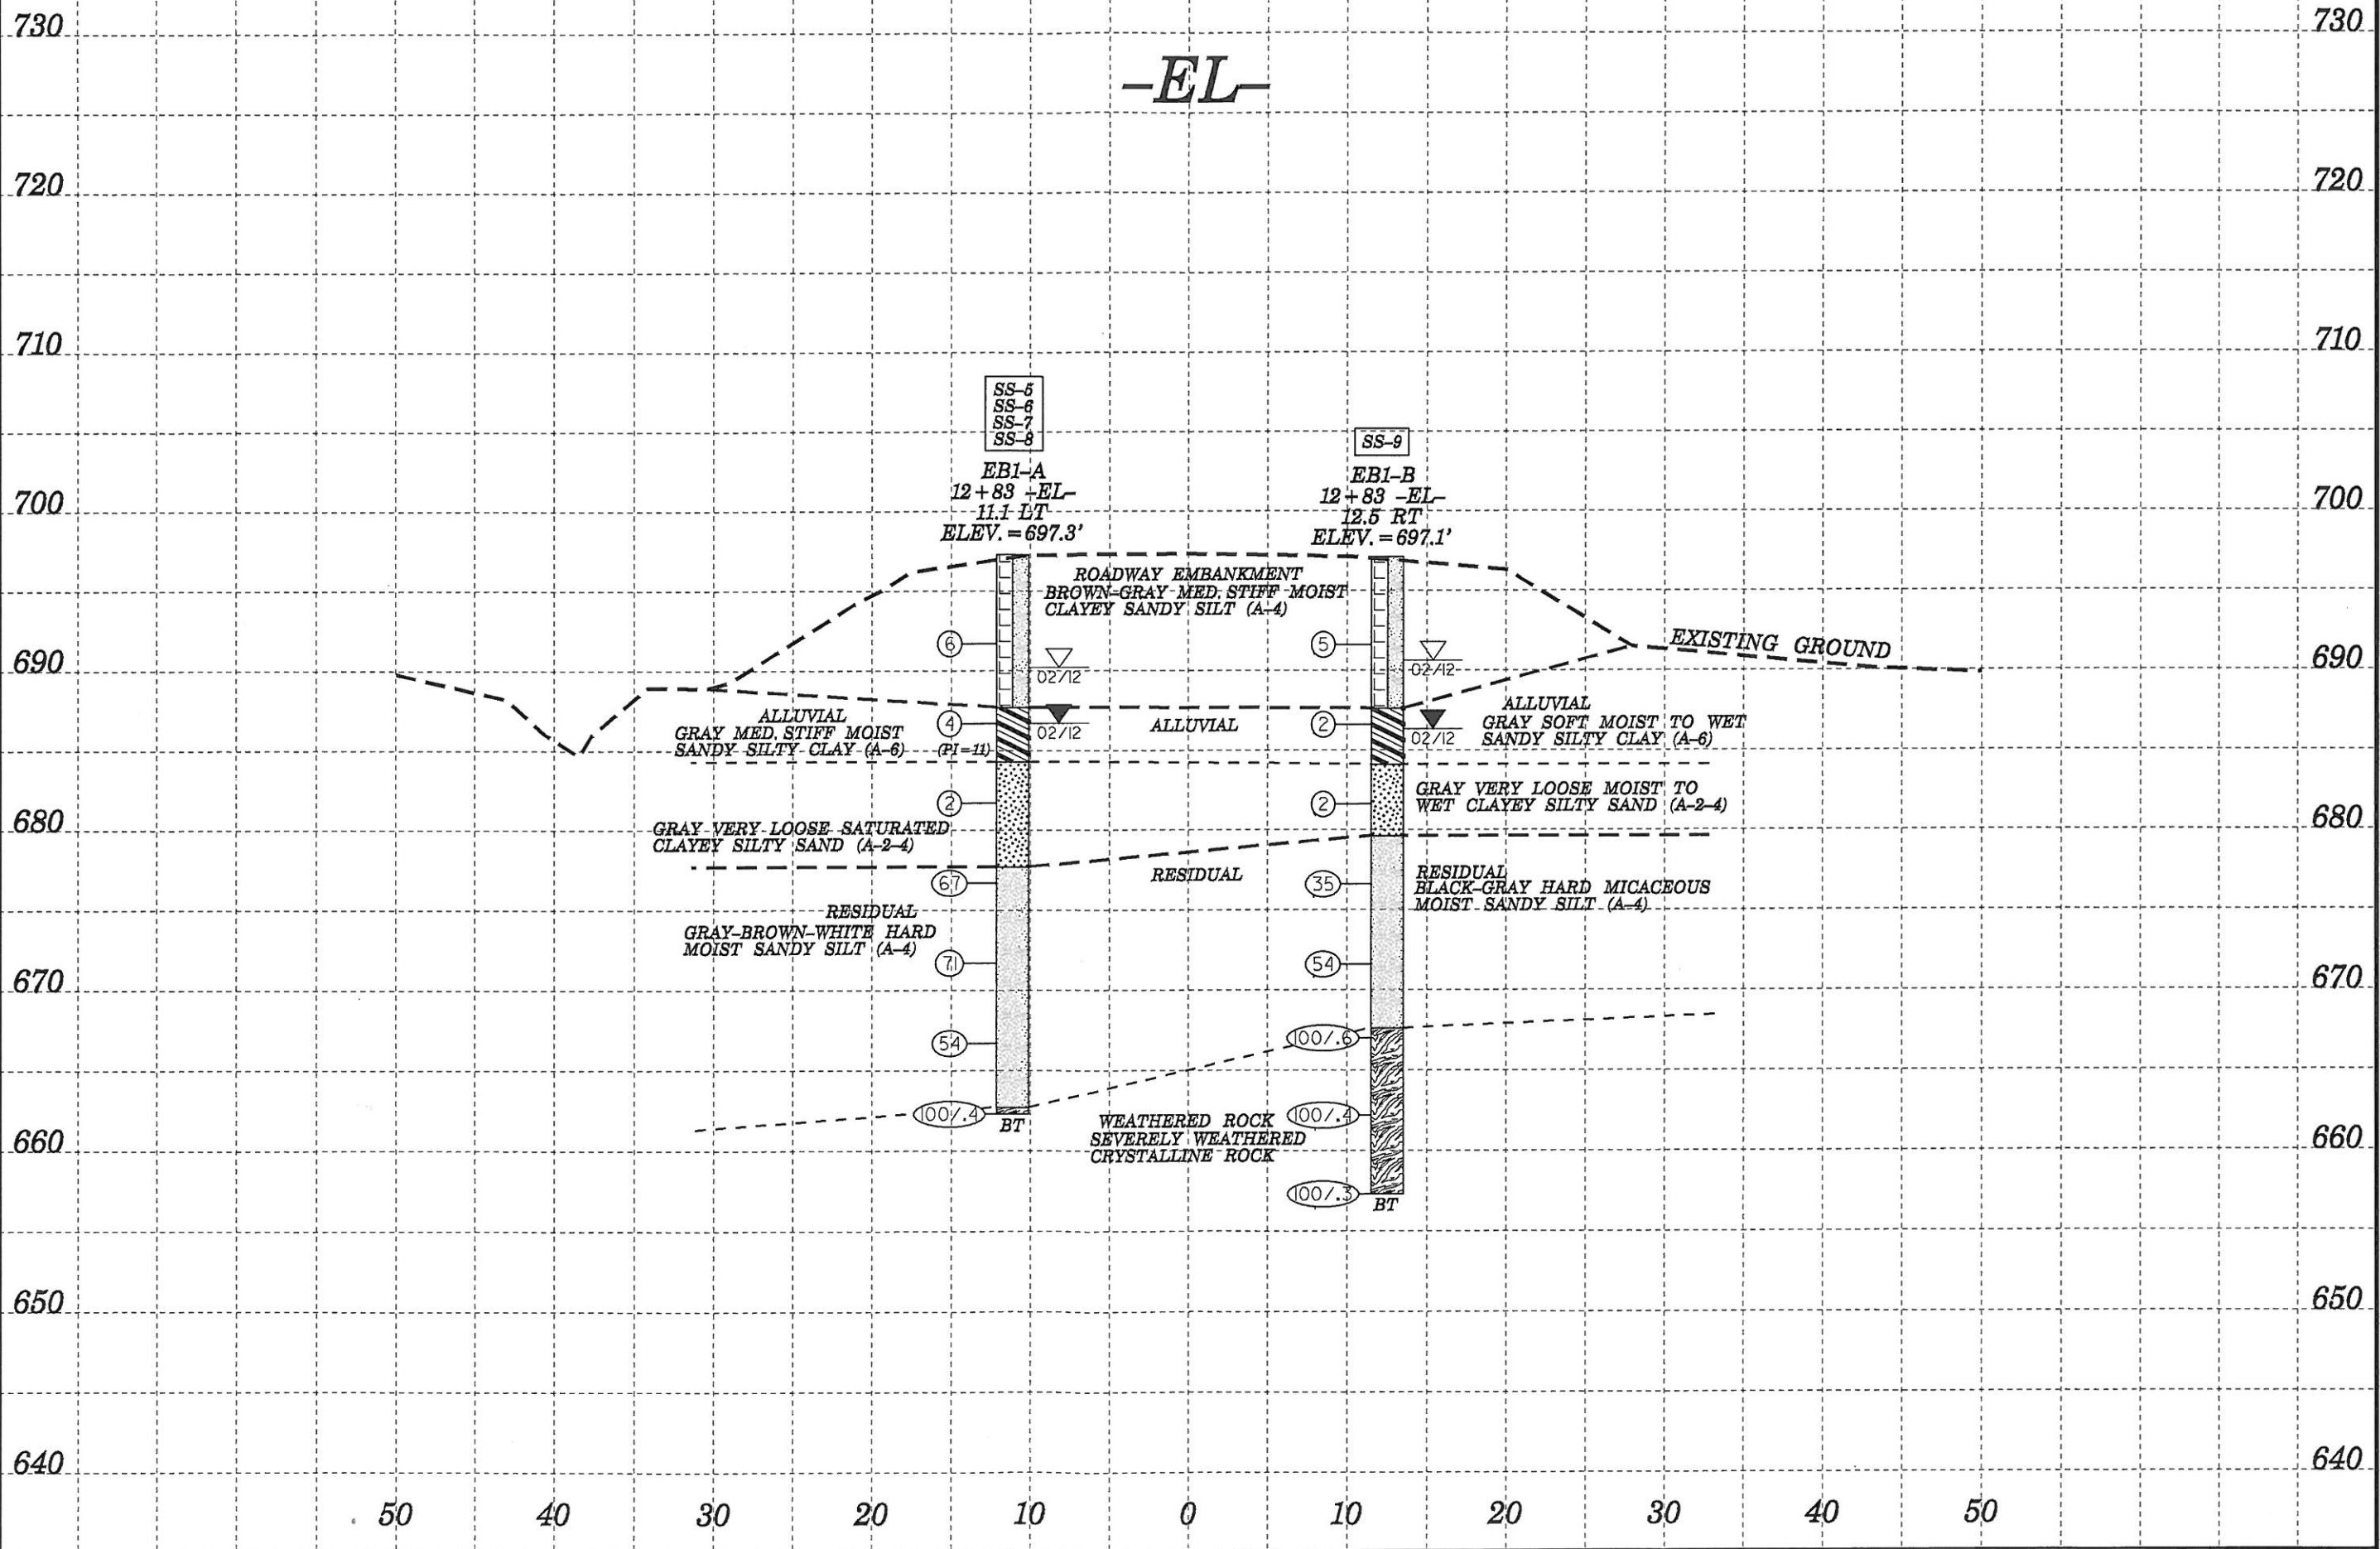 730
730
-EL-
720
720
710
710
SS-5
SS-6
SS-7
SS-8
SS-9
EB1-A
12+83 -EL-
11.1 LT
ELEV.=697.3'
EB1-B
12+83 -EL-
12.5 RT
ELEV.=697.1'
700
700
ROADWAY EMBANKMENT
BROWN-GRAY MED. STIFF MOIST
CLAYEY SANDY SILT (A-4)
6
5
EXISTING GROUND
690
690
02/12
02/12
ALLUVIAL
GRAY MED. STIFF MOIST
SANDY SILTY CLAY (A-6) (PI=11)
4
02/12
ALLUVIAL
2
02/12
ALLUVIAL
GRAY SOFT MOIST TO WET
SANDY SILTY CLAY (A-6)
2
2
GRAY VERY LOOSE MOIST TO
WET CLAYEY SILTY SAND (A-2-4)
680
680
GRAY VERY LOOSE SATURATED
CLAYEY SILTY SAND (A-2-4)
67
RESIDUAL
35
RESIDUAL
BLACK-GRAY HARD MICACEOUS
MOIST SANDY SILT (A-4)
RESIDUAL
GRAY-BROWN-WHITE HARD
MOIST SANDY SILT (A-4)
71
54
670
670
54
100/.6
100/.4
BT
WEATHERED ROCK
SEVERELY WEATHERED
CRYSTALLINE ROCK
100/.4
660
660
100/.3
BT
650
650
640
640
50 40 30 20 10 0 10 20 30 40 50